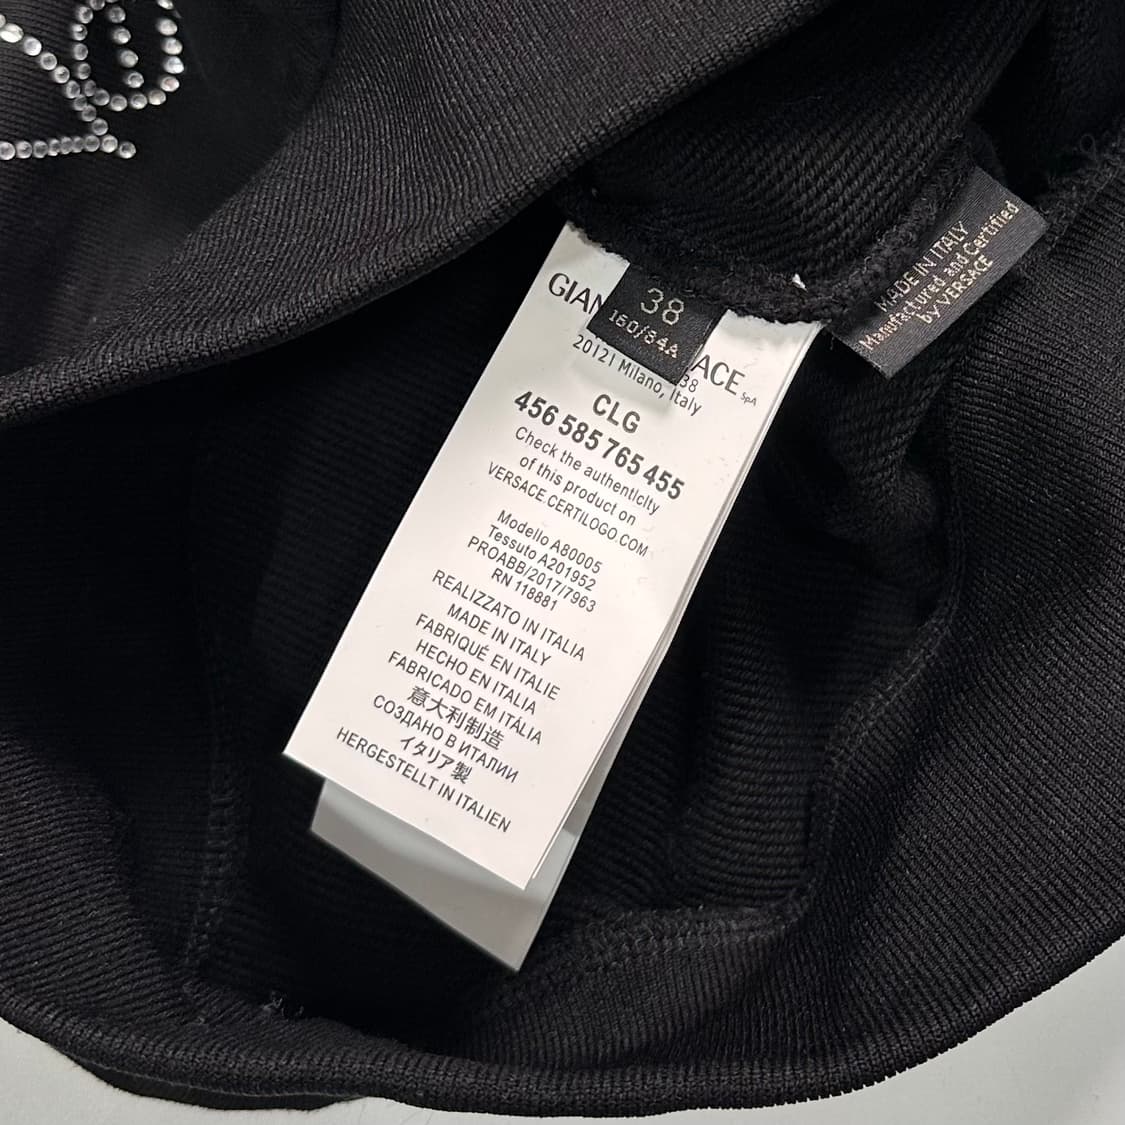 38
160/84A
MADE IN ITALY
Manufactured and Certified
by VERSACE
GIAN
ACE SpA
38
20121 Milano, Italy
CLG
456 585 765 455
Check the authenticity
of this product on
VERSACE.CERTILOGO.COM
Modello A80005
Tessuto A201952
PROABB/2017/7963
RN 118881
REALIZZATO IN ITALIA
MADE IN ITALY
FABRIQUÉ EN ITALIE
HECHO EN ITALIA
FABRICADO EM ITÁLIA
意大利制造
СОЗДАНО В ИТАЛИИ
イタリア製
HERGESTELLT IN ITALIEN